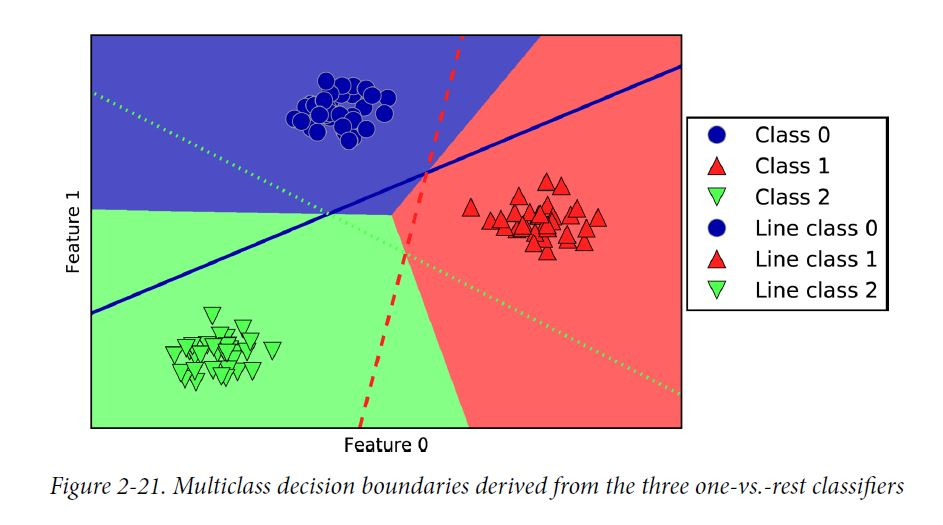 Feature 1
Feature 0
Class 0
Class 1
Class 2
Line class 0
Line class 1
Line class 2
Figure 2-21. Multiclass decision boundaries derived from the three one-vs.-rest classifiers